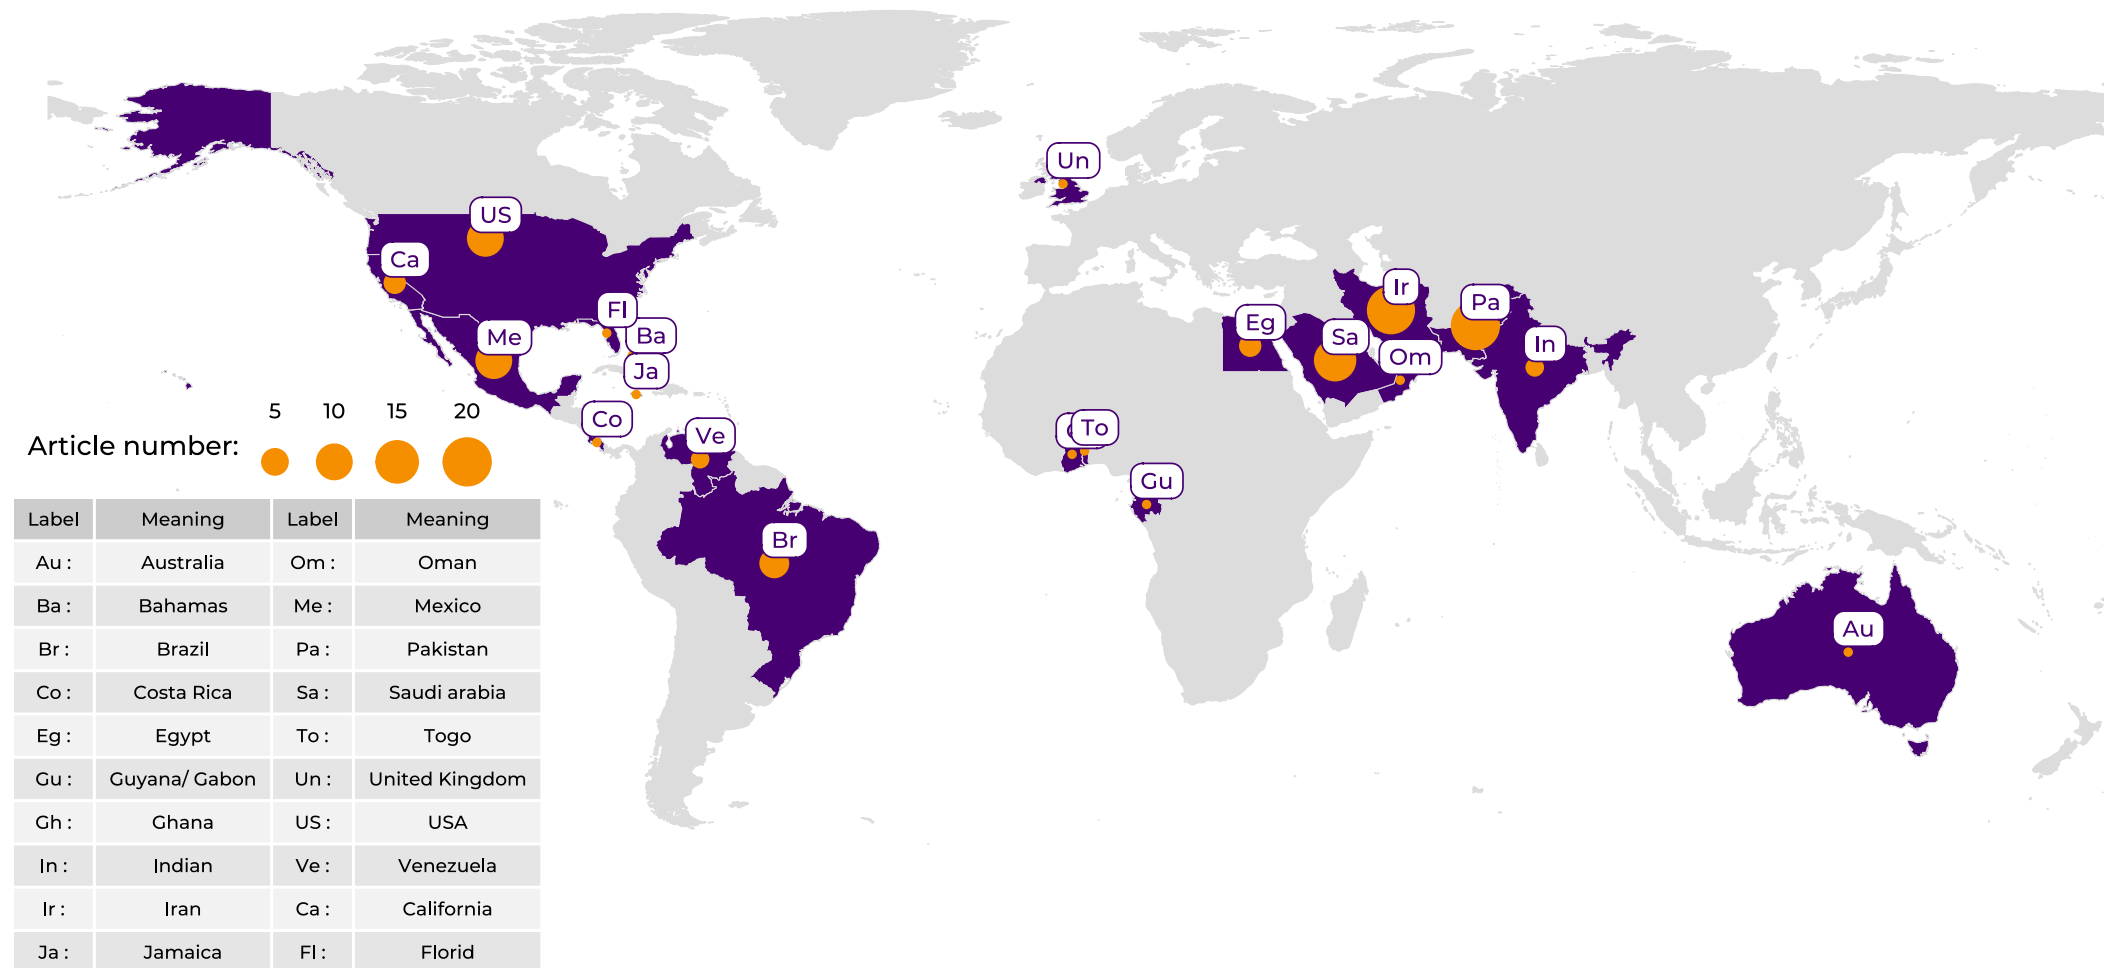 Un
US
Ca
Ir
Fl
Pa
Eg
Ba
Me
Sa
In
Om
Ja
5 10 15 20
Co
To
Ve
Article number:
Gu
Label Meaning Label Meaning
Br
Au : Australia Om : Oman
Ba : Bahamas Me : Mexico
Au
Br : Brazil Pa : Pakistan
Co : Costa Rica Sa : Saudi arabia
Eg : Egypt To : Togo
Gu : Guyana/ Gabon Un : United Kingdom
Gh : Ghana US : USA
In : Indian Ve : Venezuela
Ir : Iran Ca : California
Ja : Jamaica Fl : Florid